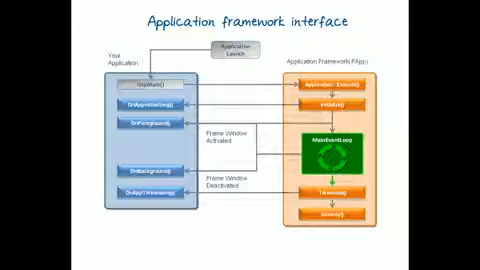 Application framework interface
Application
Launch
Your
Application
Application Framework(FApp)
OspMain()
Application::Execute()
OnAppInitializing()
Initialize()
OnForeground()
Frame Window
Activated
MainEventLoop
OnBackground()
Frame Window
Deactivated
OnAppTerminating()
Terminate()
Destroy()